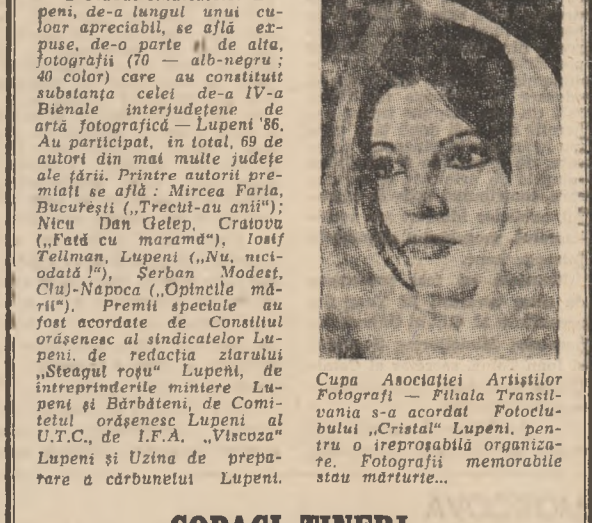 peni, de-a lungul unui cu-
loar apreciabil, se află ex-
puse, de-o parte și de alta,
fotografii (70 — alb-negru ;
40 color) care au constituit
substanța celei de-a IV-a
Bienale interjudețene de
artă fotografică — Lupeni '86.
Au participat, în total, 69 de
autori din mai multe județe
ale țării. Printre autorii pre-
miați se află : Mircea Faria,
București („Trecut-au anii");
Nicu Dan Gelep, Craiova
(„Fată cu maramă"), Iosif
Tellman, Lupeni („Nu, nici-
odată !"), Șerban Modest,
Cluj-Napoca („Opincile mă-
rii"). Premii speciale au
fost acordate de Consiliul
orășenesc al sindicatelor Lu-
peni, de redacția ziarului
„Steagul roșu" Lupeni, de
întreprinderile miniere Lu-
peni și Bărbăteni, de Comi-
tetul orășenesc Lupeni al
U.T.C., de I.F.A. „Viscoza"
Lupeni și Uzina de prepa-
rare a cărbunelui Lupeni.
Cupa Asociației Artiștilor
Fotografi — Filiala Transil-
vania s-a acordat Fotoclu-
bului „Cristal" Lupeni, pen-
tru o ireproșabilă organiza-
re. Fotografii memorabile
stau mărturie...